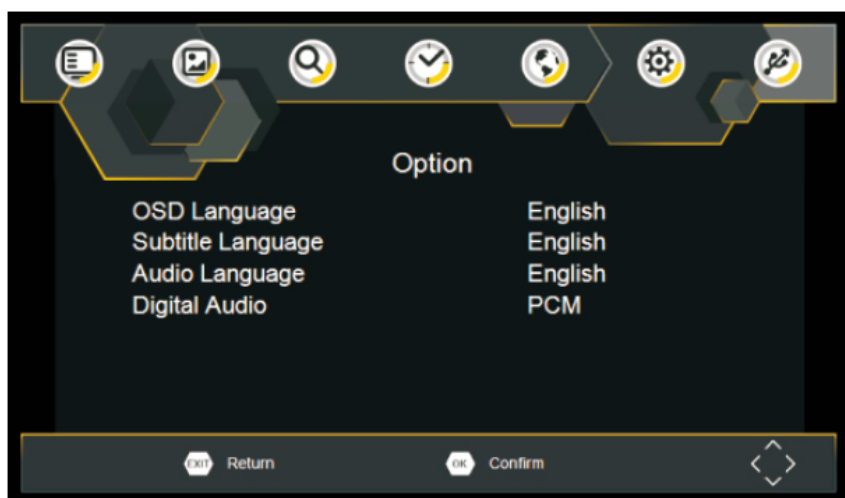 Option
OSD Language English
Subtitle Language English
Audio Language English
Digital Audio PCM
EXIT Return OK Confirm